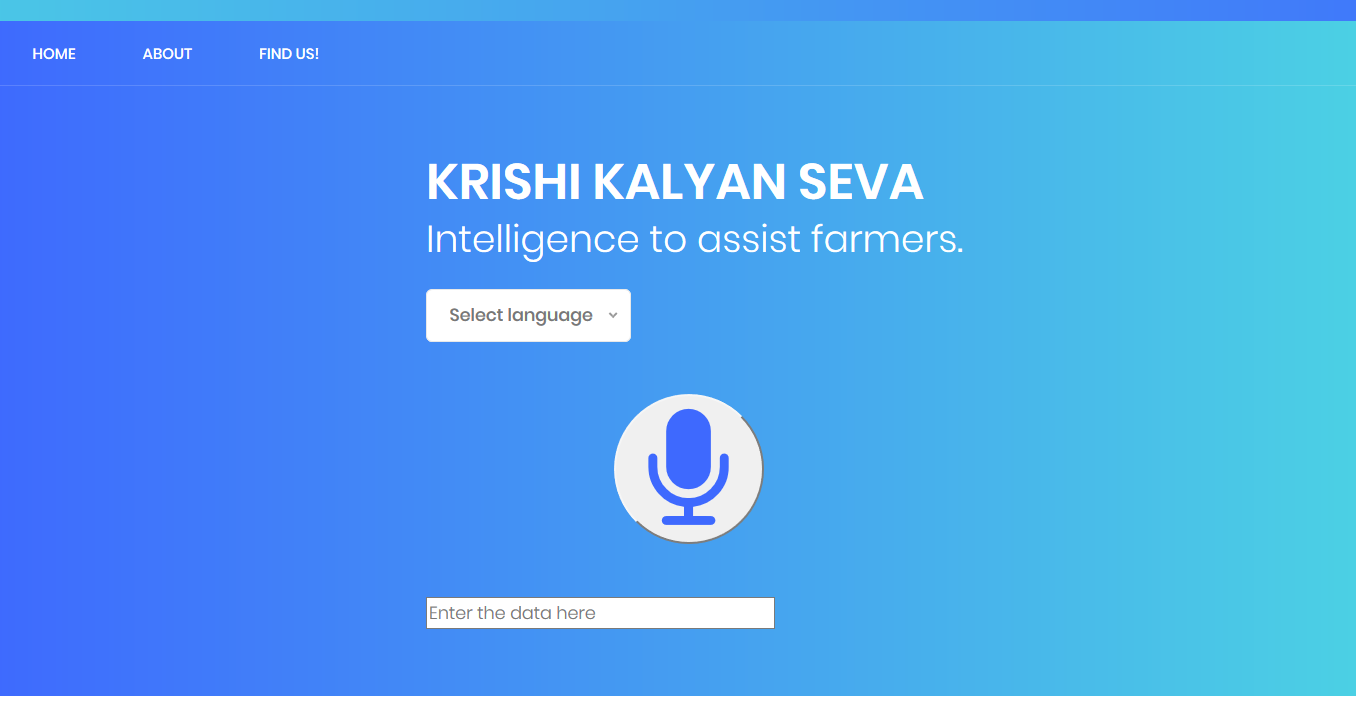 HOME ABOUT FIND US!
KRISHI KALYAN SEVA
Intelligence to assist farmers.
Select language
Enter the data here